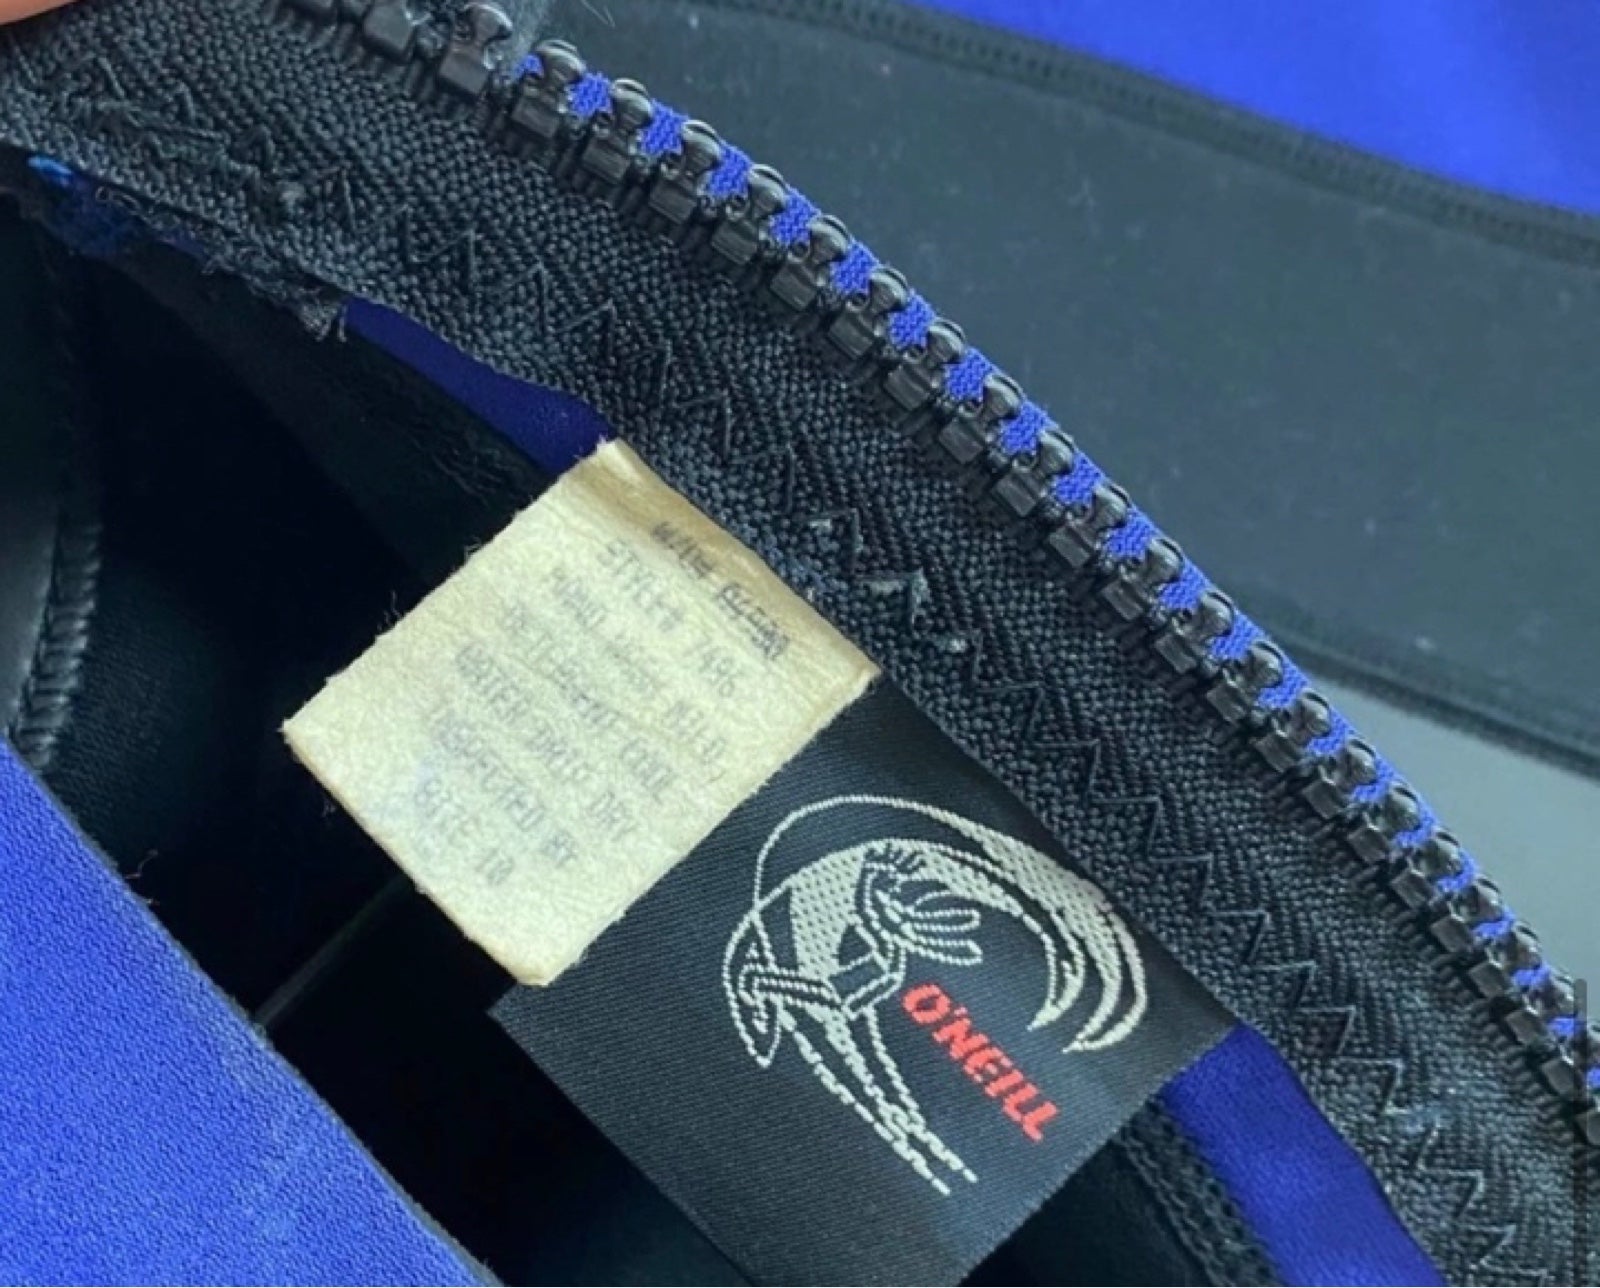 STYLE# 7496
HAND WASH MILD
DETERGENT COOL
WATER DRIP DRY
INSPECTED BY
SIZE 10
O'NEILL